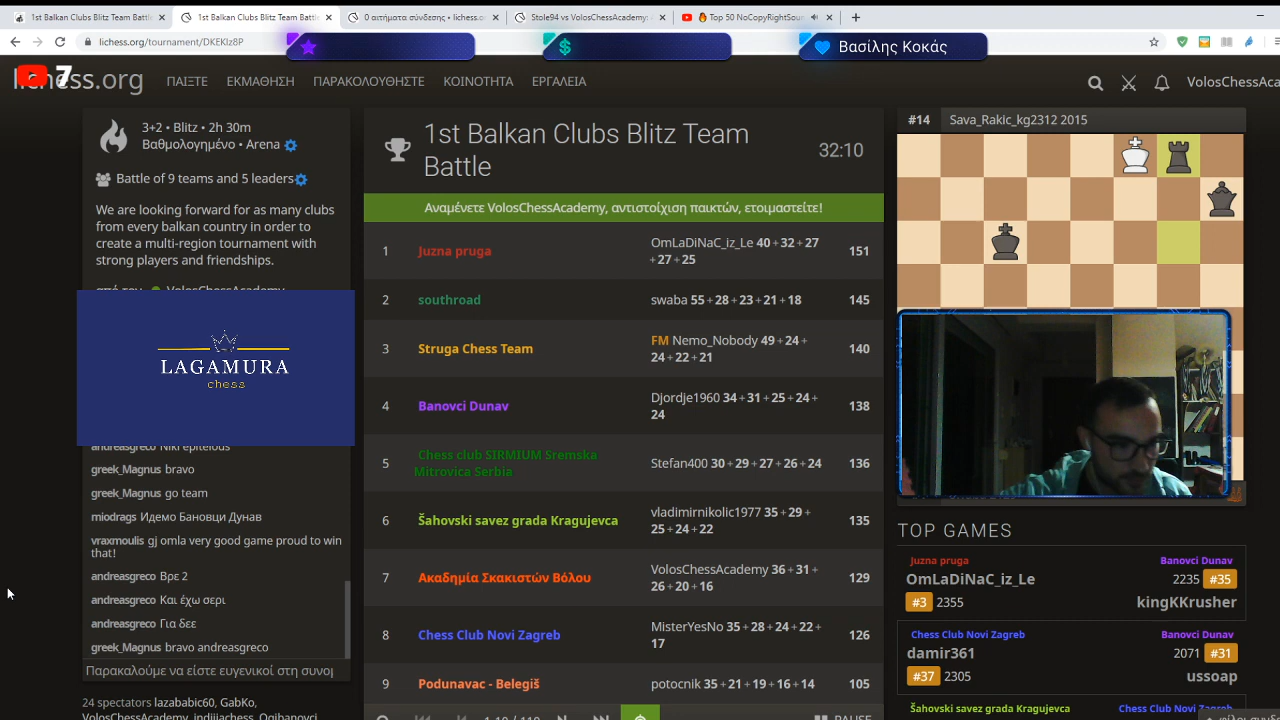 1st Balkan Clubs Blitz Team Battle
1st Balkan Clubs Blitz Team Battle
0 αιτήματα σύνδεσης • lichess.o
Stole94 vs VolosChessAcademy:
Top 50 NoCopyRightSou
lichess.org/tournament/DKEKIz8P
Βασίλης Κοκάς
7
lichess.org
ΠΑΙΞΤΕ ΕΚΜΑΘΗΣΗ ΠΑΡΑΚΟΛΟΥΘΗΣΤΕ ΚΟΙΝΟΤΗΤΑ ΕΡΓΑΛΕΙΑ
VolosChessAca
3+2 • Blitz • 2h 30m
Βαθμολογημένο • Arena
Battle of 9 teams and 5 leaders
We are looking forward for as many clubs
from every balkan country in order to
create a multi-region tournament with
strong players and friendships.
LAGAMURA
chess
greek_Magnus bravo
greek_Magnus go team
miodrags Идемо Бановци Дунав
vraxmoulis gj omla very good game proud to win
that!
andreasgreco Βρε 2
andreasgreco Και έχω σερι
andreasgreco Για δεε
greek_Magnus bravo andreasgreco
Παρακαλούμε να είστε ευγενικοί στη συνο
24 spectators lazababic60, GabKo,
VolosChessAcademy, indjijachess, Ogihanovci
1st Balkan Clubs Blitz Team
Battle
32:10
Αναμένετε VolosChessAcademy, αντιστοίχιση παικτών, ετοιμαστείτε!
1 Juzna pruga OmLaDiNaC_iz_Le 40 + 32 + 27
+ 27 + 25 151
2 southroad swaba 55 + 28 + 23 + 21 + 18 145
3 Struga Chess Team FM Nemo_Nobody 49 + 24 +
24 + 22 + 21 140
4 Banovci Dunav Djordje1960 34 + 31 + 25 + 24 +
24 138
5 Chess club SIRMIUM Sremska
Mitrovica Serbia Stefan400 30 + 29 + 27 + 26 + 24 136
6 Šahovski savez grada Kragujevca vladimirnikolic1977 35 + 29 +
25 + 24 + 22 135
7 Ακαδημία Σκακιστών Βόλου VolosChessAcademy 36 + 31 +
26 + 20 + 16 129
8 Chess Club Novi Zagreb MisterYesNo 35 + 28 + 24 + 22 +
17 126
9 Podunavac - Belegiš potocnik 35 + 21 + 19 + 16 + 14 105
PAUSE
#14 Sava_Rakic_kg2312 2015
TOP GAMES
Juzna pruga Banovci Dunav
OmLaDiNaC_iz_Le 2235 #35
#3 2355 kingKKrusher
Chess Club Novi Zagreb Banovci Dunav
damir361 2071 #31
#37 2305 ussoap
Šahovski savez grada Kragujevca Chess Club Novi Zagreb